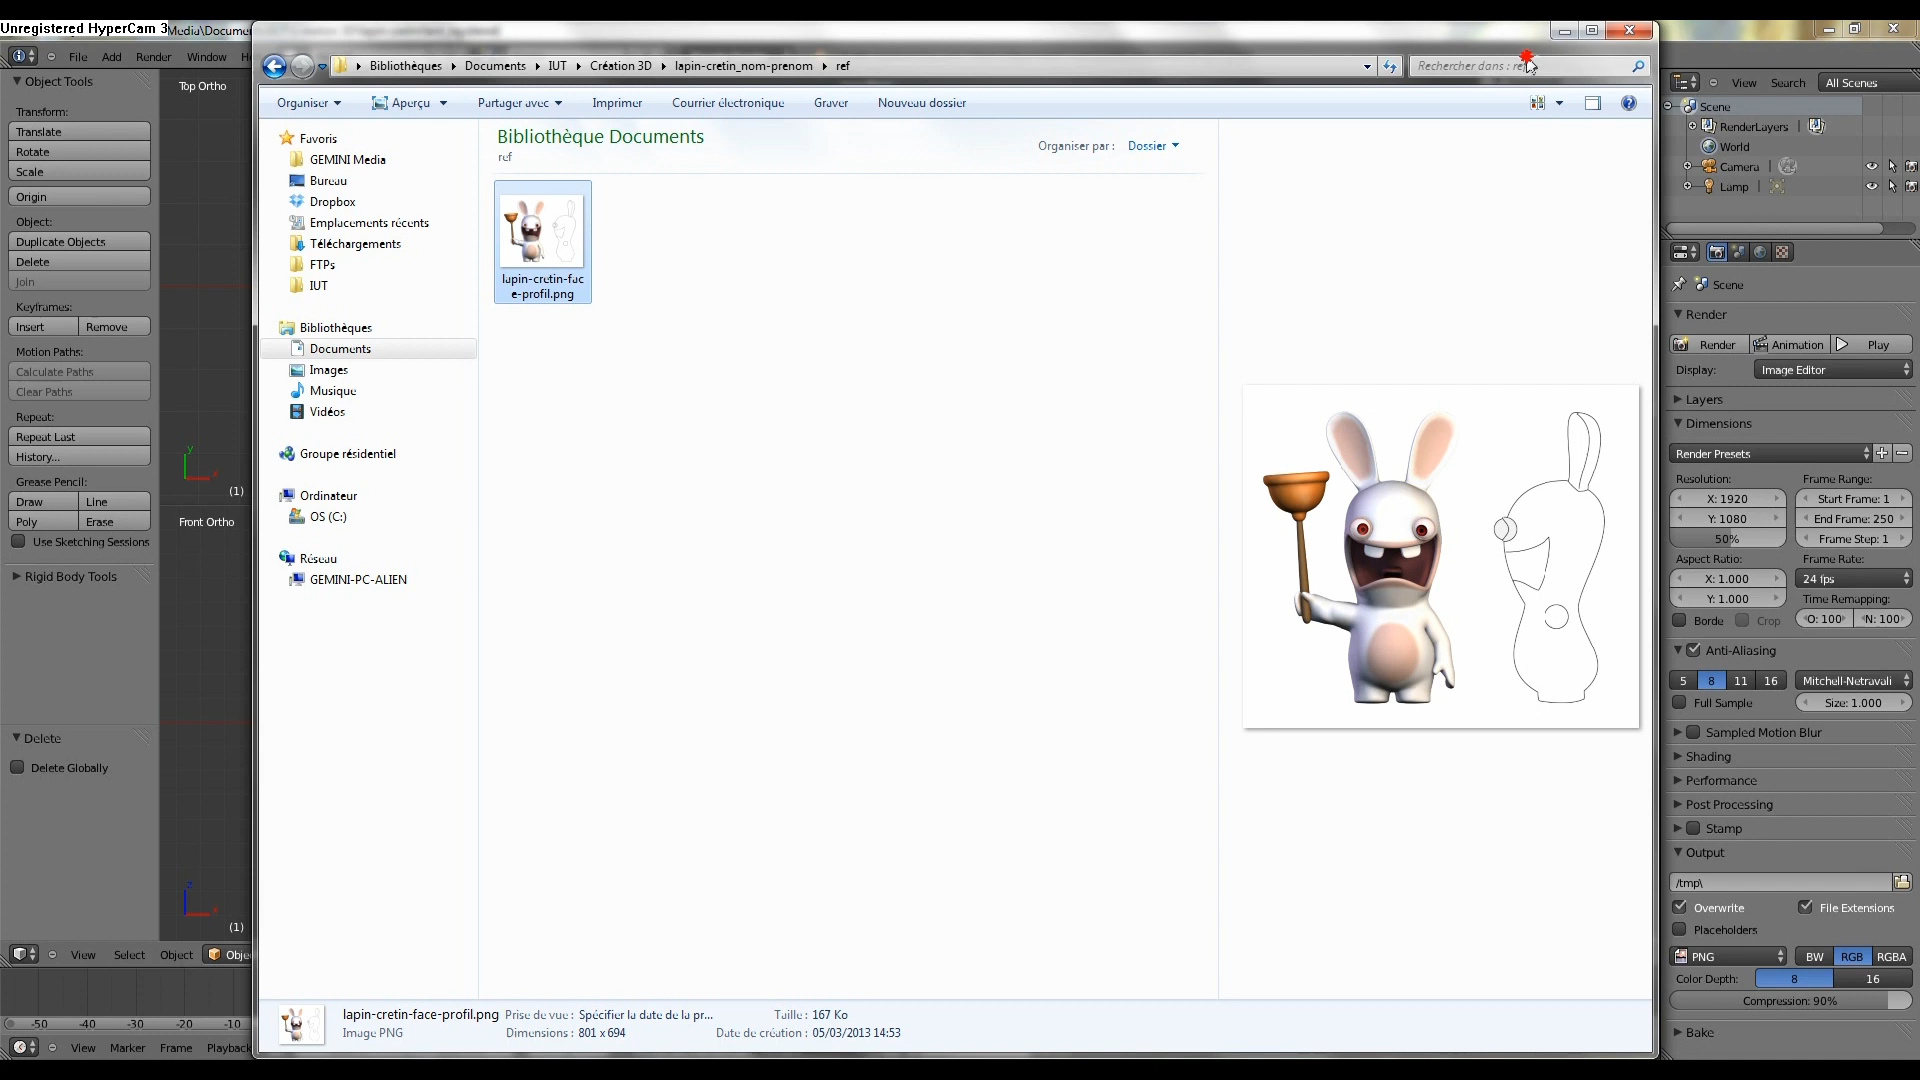 Unregistered HyperCam 3
Media\Documen
File Add Render Window H
Object Tools
Transform:
Translate
Rotate
Scale
Origin
Object:
Duplicate Objects
Delete
Join
Keyframes:
Insert Remove
Motion Paths:
Calculate Paths
Clear Paths
Repeat:
Repeat Last
History...
Grease Pencil:
Draw Line
Poly Erase
Use Sketching Sessions
Rigid Body Tools
Delete
Delete Globally
Top Ortho
y
(1)
Front Ortho
z
(1)
View Select Object Obje
-50 -40 -30 -20 -10
View Marker Frame Playback
Bibliothèques Documents IUT Création 3D lapin-cretin_nom-prenom ref
Rechercher dans : ref
Organiser Aperçu Partager avec Imprimer Courrier électronique Graver Nouveau dossier
Favoris
GEMINI Media
Bureau
Dropbox
Emplacements récents
Téléchargements
FTPs
IUT
Bibliothèques
Documents
Images
Musique
Vidéos
Groupe résidentiel
Ordinateur
OS (C:)
Réseau
GEMINI-PC-ALIEN
Bibliothèque Documents
ref
Organiser par : Dossier
lapin-cretin-fac
e-profil.png
lapin-cretin-face-profil.png Prise de vue : Spécifier la date de la pr... Taille : 167 Ko
Image PNG Dimensions : 801 x 694 Date de création : 05/03/2013 14:53
View Search All Scenes
Scene
RenderLayers
World
Camera
Lamp
Scene
Render
Render Animation Play
Display: Image Editor
Layers
Dimensions
Render Presets
Resolution: Frame Range:
X: 1920 Start Frame: 1
Y: 1080 End Frame: 250
50% Frame Step: 1
Aspect Ratio: Frame Rate:
X: 1.000 24 fps
Y: 1.000 Time Remapping:
Borde Crop O: 100 N: 100
Anti-Aliasing
5 8 11 16 Mitchell-Netravali
Full Sample Size: 1.000
Sampled Motion Blur
Shading
Performance
Post Processing
Stamp
Output
/tmp\
Overwrite File Extensions
Placeholders
PNG BW RGB RGBA
Color Depth: 8 16
Compression: 90%
Bake